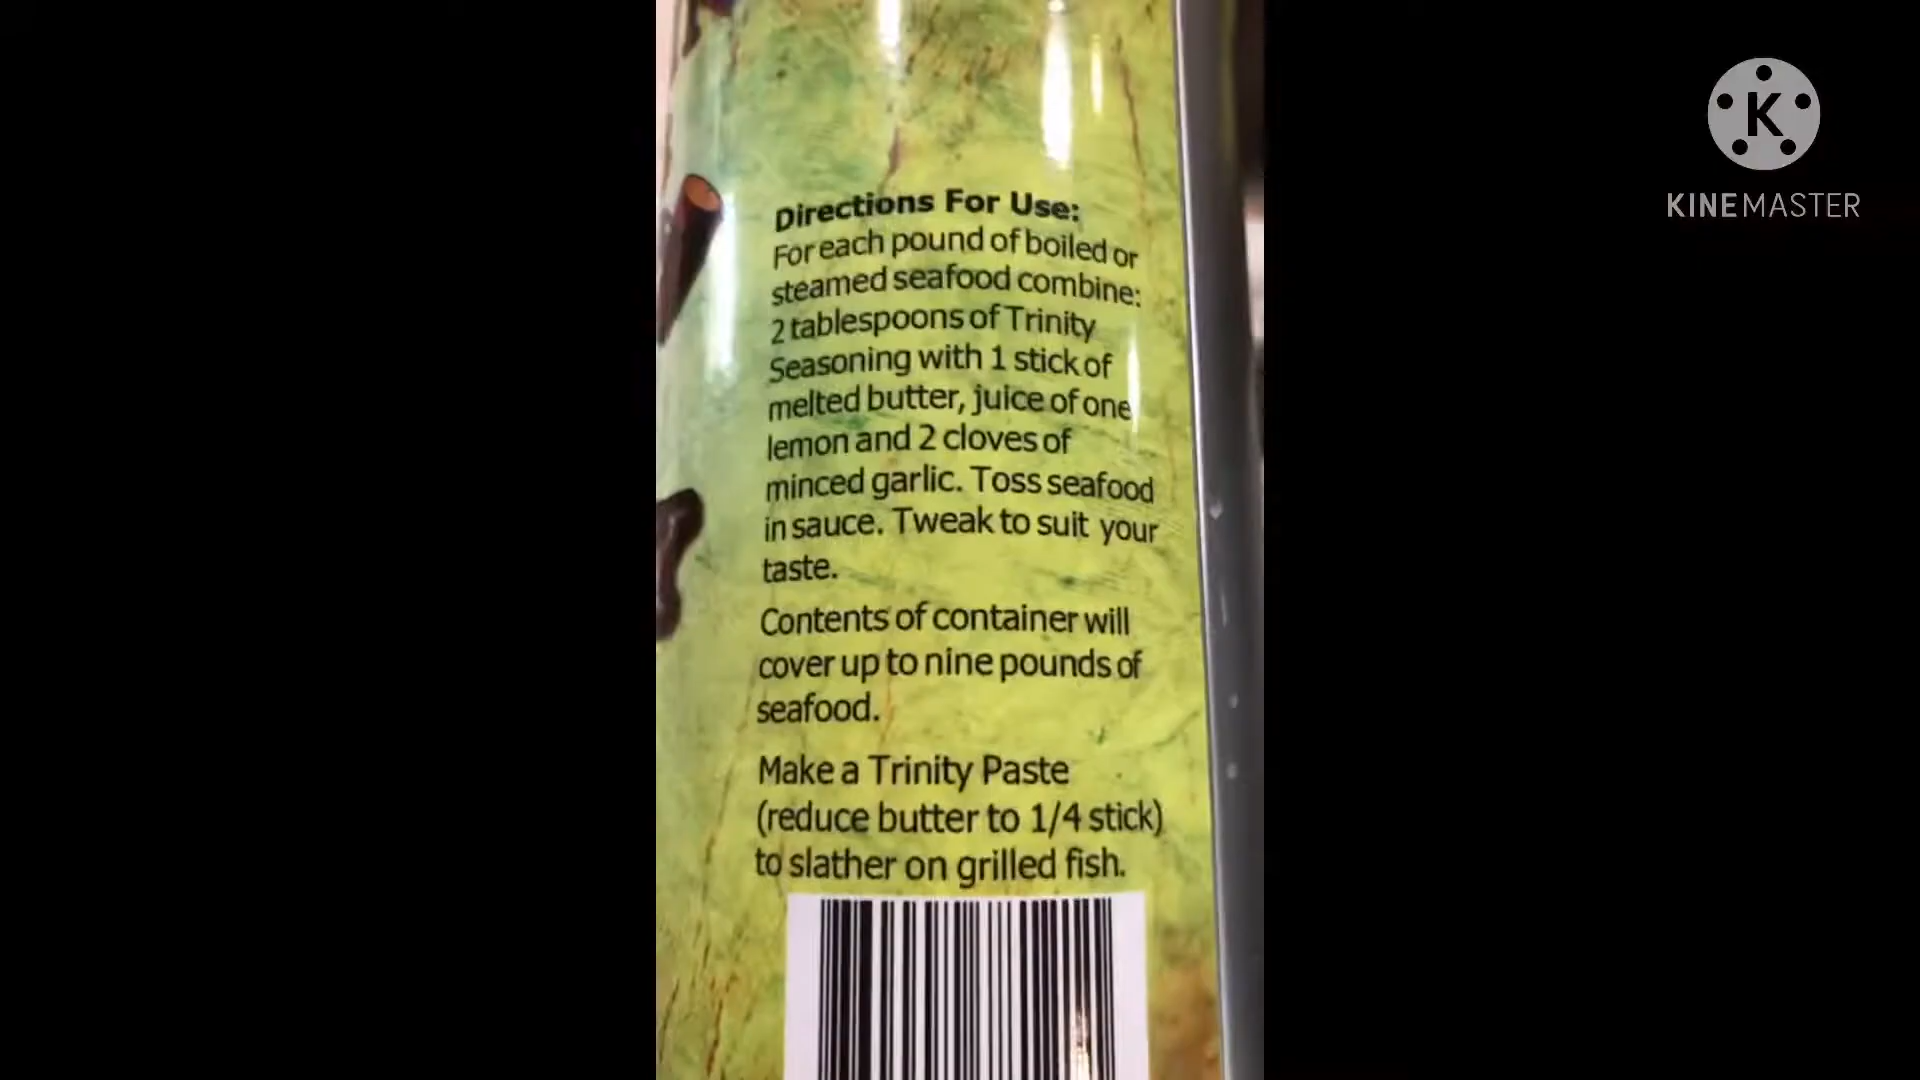 Directions For Use:
For each pound of boiled or
steamed seafood combine:
2 tablespoons of Trinity
Seasoning with 1 stick of
melted butter, juice of one
lemon and 2 cloves of
minced garlic. Toss seafood
in sauce. Tweak to suit your
taste.
Contents of container will
cover up to nine pounds of
seafood.
Make a Trinity Paste
(reduce butter to 1/4 stick)
to slather on grilled fish.
K
KINEMASTER